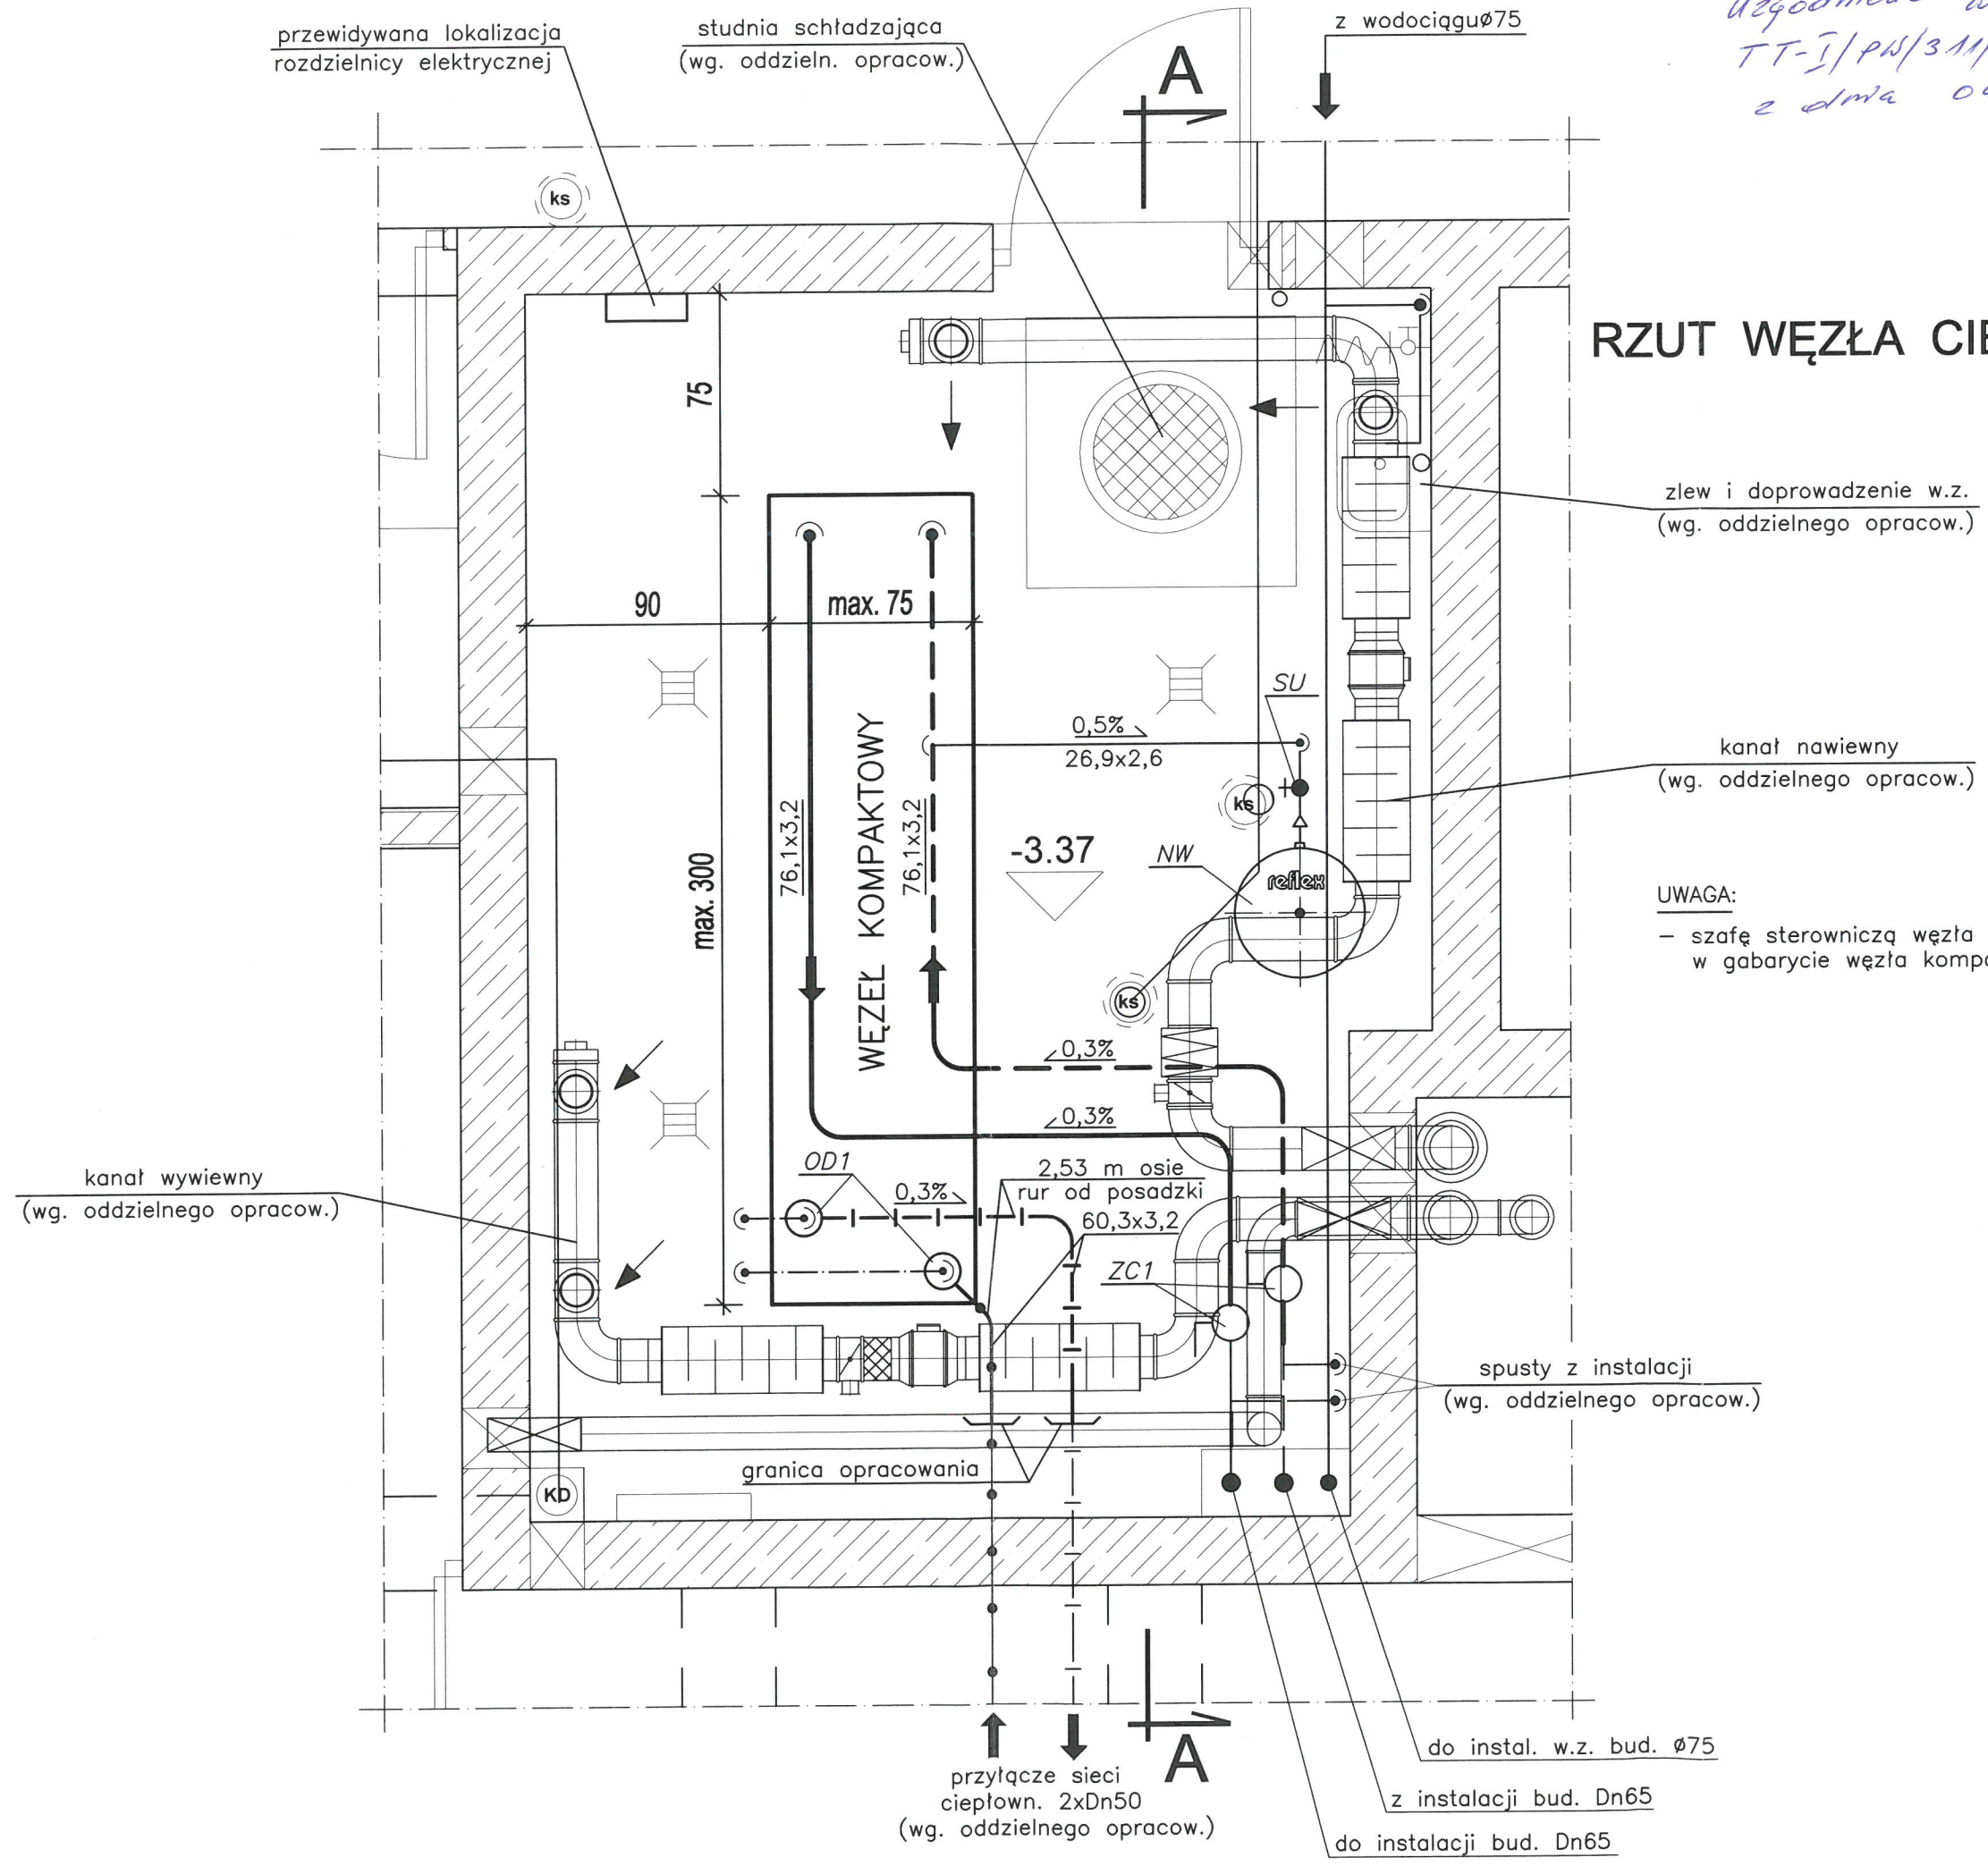 przewidywana lokalizacja
rozdzielnicy elektrycznej
studnia schładzająca
(wg. oddzieln. opracow.)
z wodociąguø75
TT-I/PW/311/
z dnia
A
ks
RZUT WĘZŁA CIE
75
zlew i doprowadzenie w.z.
(wg. oddzielnego opracow.)
90
max. 75
SU
0,5%
26,9x2,6
kanał nawiewny
(wg. oddzielnego opracow.)
ks
76,1x3,2
WĘZEŁ KOMPAKTOWY
76,1x3,2
max. 300
-3.37
NW
reflex
UWAGA:
– szafę sterowniczą węzła
w gabarycie węzła kompa
ks
0,3%
0,3%
OD1
2,53 m osie
rur od posadzki
60,3x3,2
0,3%
kanał wywiewny
(wg. oddzielnego opracow.)
ZC1
spusty z instalacji
(wg. oddzielnego opracow.)
granica opracowania
KD
A
do instal. w.z. bud. ø75
przyłącze sieci
ciepłown. 2xDn50
(wg. oddzielnego opracow.)
z instalacji bud. Dn65
do instalacji bud. Dn65